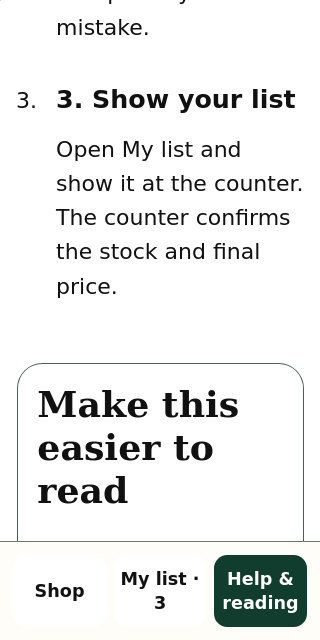 mistake.
3. 3. Show your list
Open My list and
show it at the counter.
The counter confirms
the stock and final
price.
Make this
easier to
read
Shop
My list ·
3
Help &
reading